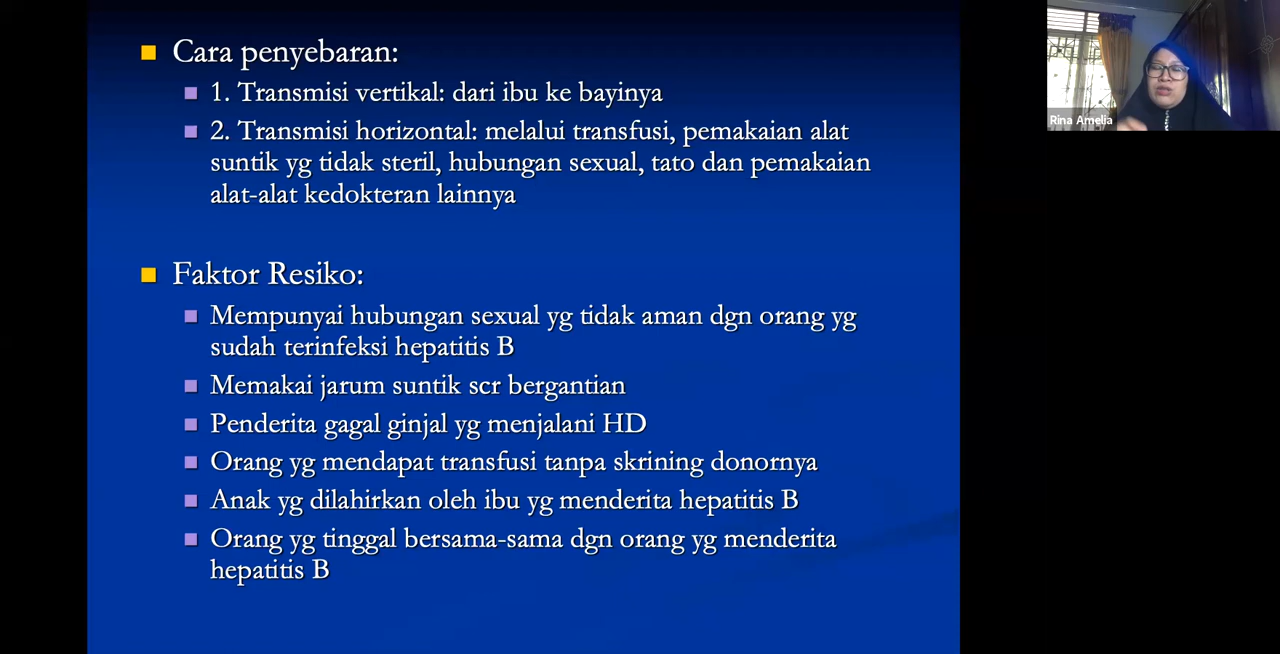 Cara penyebaran:
1. Transmisi vertikal: dari ibu ke bayinya
2. Transmisi horizontal: melalui transfusi, pemakaian alat
suntik yg tidak steril, hubungan sexual, tato dan pemakaian
alat-alat kedokteran lainnya
Faktor Resiko:
Mempunyai hubungan sexual yg tidak aman dgn orang yg
sudah terinfeksi hepatitis B
Memakai jarum suntik scr bergantian
Penderita gagal ginjal yg menjalani HD
Orang yg mendapat transfusi tanpa skrining donornya
Anak yg dilahirkan oleh ibu yg menderita hepatitis B
Orang yg tinggal bersama-sama dgn orang yg menderita
hepatitis B
Rina Amelia